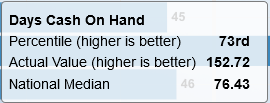 45
Days Cash On Hand
Percentile (higher is better) 73rd
Actual Value (higher is better) 152.72
National Median 46 76.43